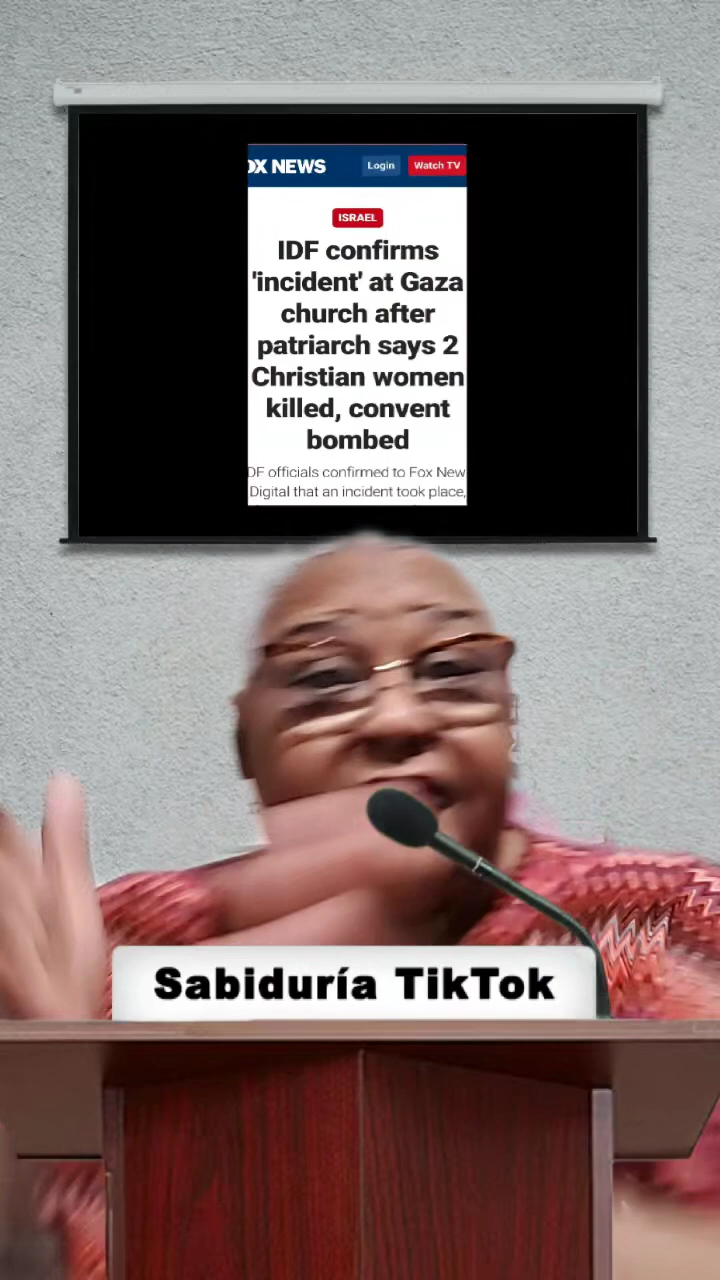 OX NEWS
Login
Watch TV
ISRAEL
IDF confirms
'incident' at Gaza
church after
patriarch says 2
Christian women
killed, convent
bombed
DF officials confirmed to Fox New
Digital that an incident took place,
Sabiduría TikTok